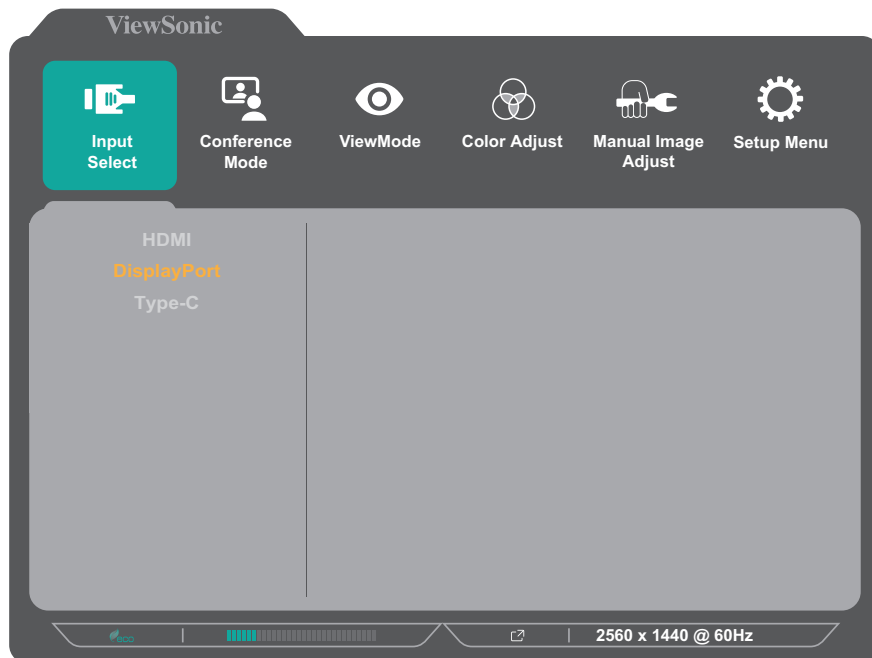 ViewSonic
Input
Select
Conference
Mode
ViewMode
Color Adjust
Manual Image
Adjust
Setup Menu
HDMI
DisplayPort
Type-C
eco
2560 x 1440 @ 60Hz